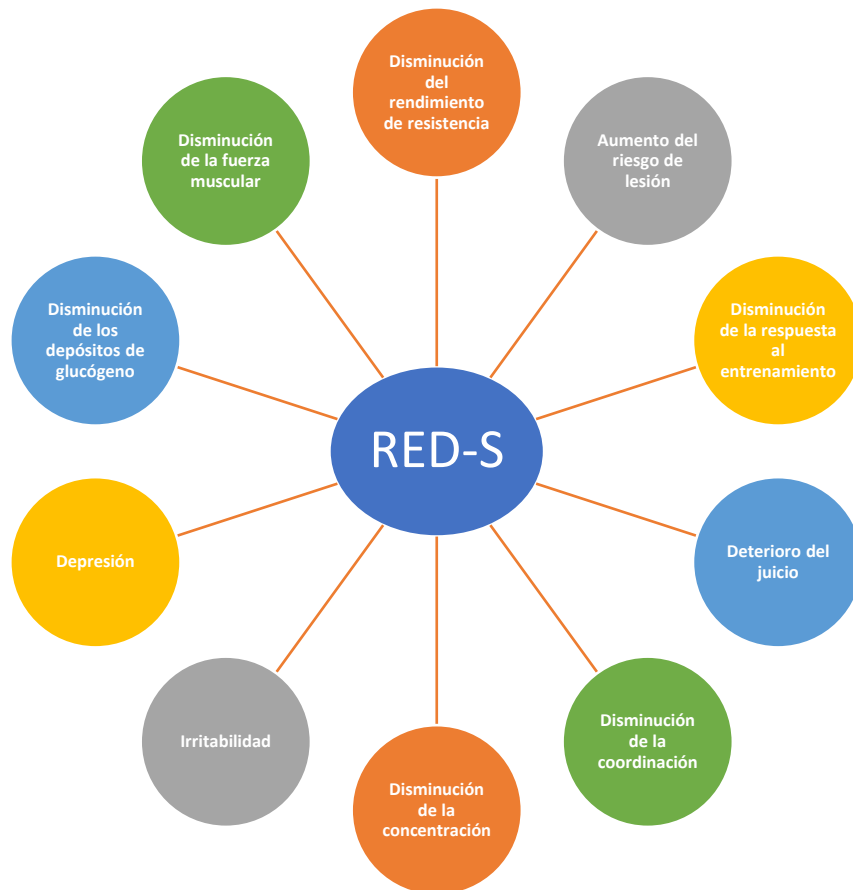 Disminución
del
rendimiento
de resistencia
Aumento del
riesgo de
lesión
Disminución
de la respuesta
al
entrenamiento
Deterioro del
juicio
Disminución
de la
coordinación
Disminución
de la
concentración
Irritabilidad
Depresión
Disminución
de los
depósitos de
glucógeno
Disminución
de la fuerza
muscular
RED-S